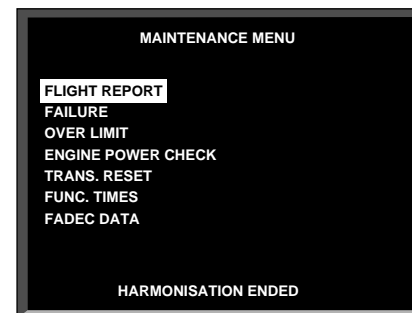 MAINTENANCE MENU
FLIGHT REPORT
FAILURE
OVER LIMIT
ENGINE POWER CHECK
TRANS. RESET
FUNC. TIMES
FADEC DATA
HARMONISATION ENDED